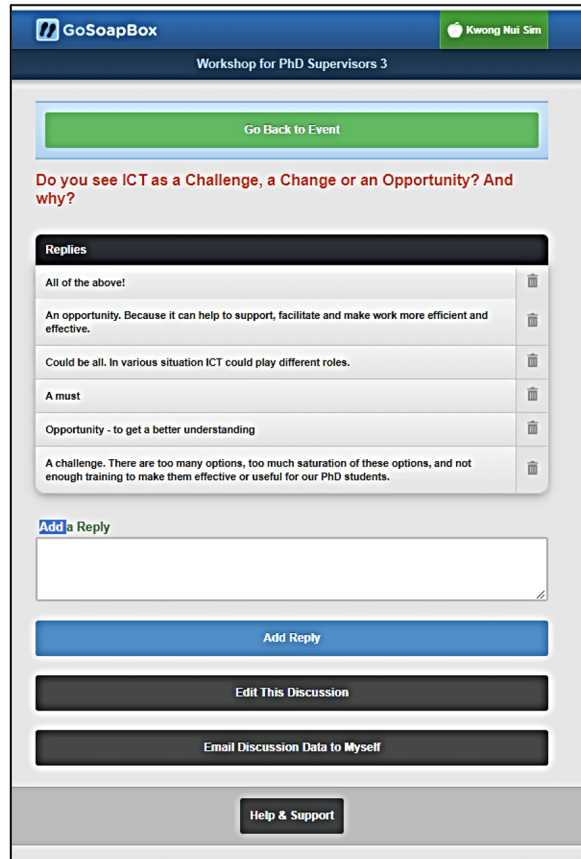 GoSoapBox
Kwong Nui Sim
Workshop for PhD Supervisors 3
Go Back to Event
Do you see ICT as a Challenge, a Change or an Opportunity? And
why?
Replies
All of the above!
An opportunity. Because it can help to support, facilitate and make work more efficient and
effective.
Could be all. In various situation ICT could play different roles.
A must
Opportunity - to get a better understanding
A challenge. There are too many options, too much saturation of these options, and not
enough training to make them effective or useful for our PhD students.
Add a Reply
Add Reply
Edit This Discussion
Email Discussion Data to Myself
Help & Support